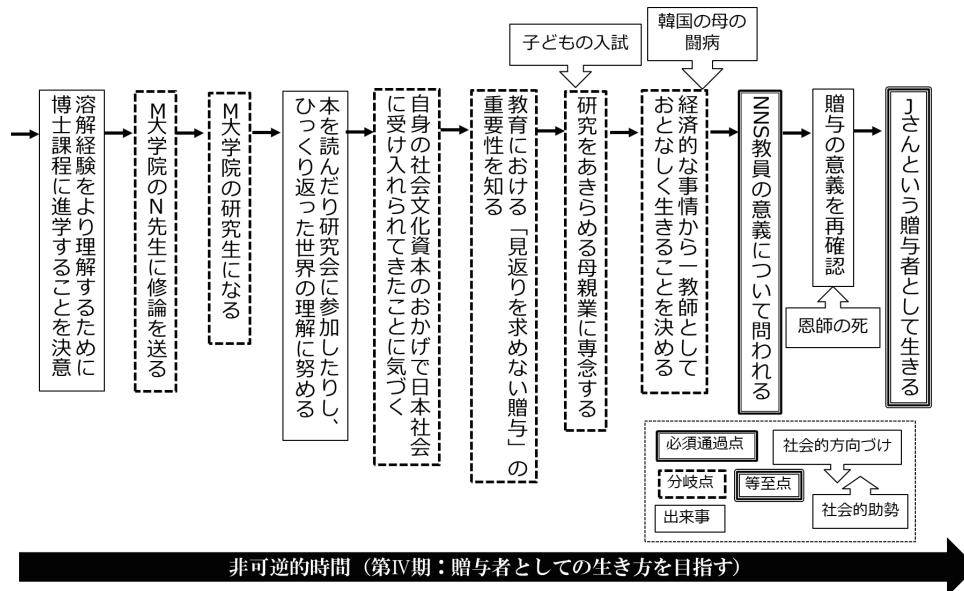 子どもの入試
韓国の母の
闘病
溶解経験をより理解するために
博士課程に進学することを決意
M大学院のN先生に修論を送る
M大学院の研究生になる
本を読んだり研究会に参加したりし、
ひっくり返った世界の理解に努める
自身の社会文化資本のおかげで日本社会
に受け入れられてきたことに気づく
教育における「見返りを求めない贈与」の
重要性を知る
研究をあきらめる母親業に専念する
経済的な事情から一教師として
おとなしく生きることを決める
NNS教員の意義について問われる
贈与の意義を再確認
恩師の死
Jさんという贈与者として生きる
必須通過点
社会的方向づけ
分岐点
等至点
出来事
社会的助勢
非可逆的時間（第Ⅳ期：贈与者としての生き方を目指す）